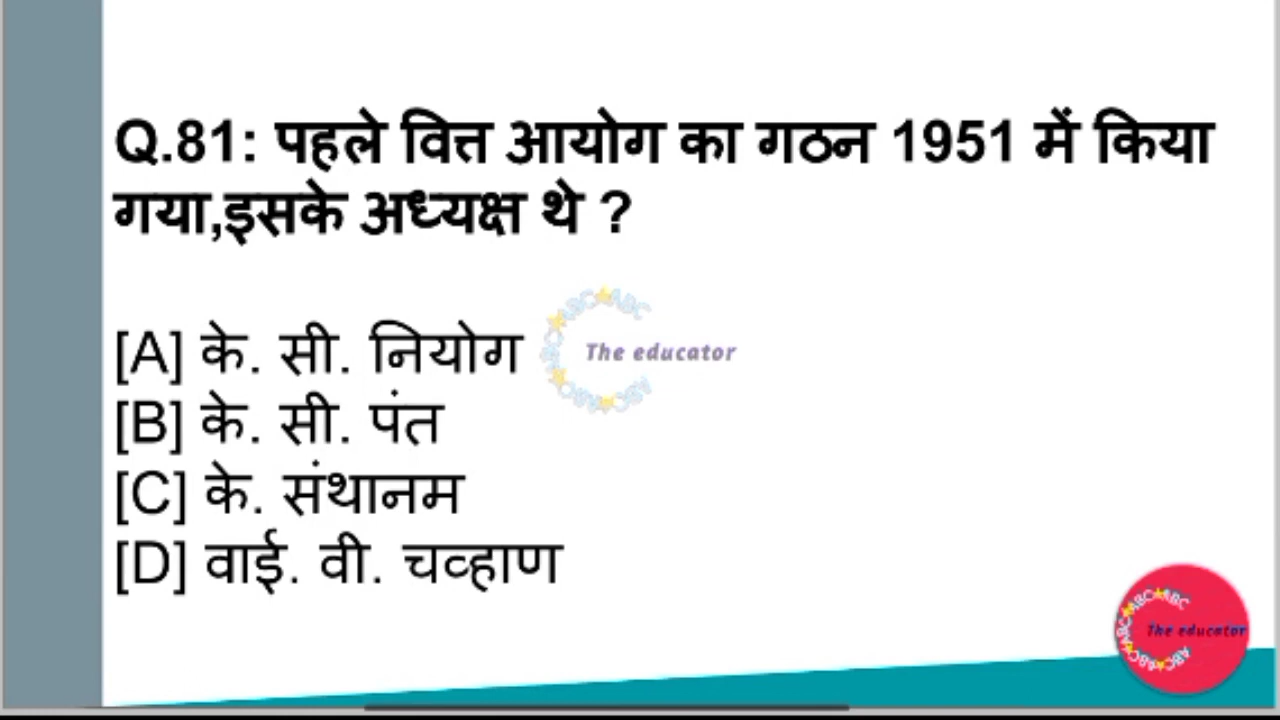 Q.81: पहले वित्त आयोग का गठन 1951 में किया
गया,इसके अध्यक्ष थे ?
[A] के. सी. नियोग
The educator
[B] के. सी. पंत
[C] के. संथानम
[D] वाई. वी. चव्हाण
The educator